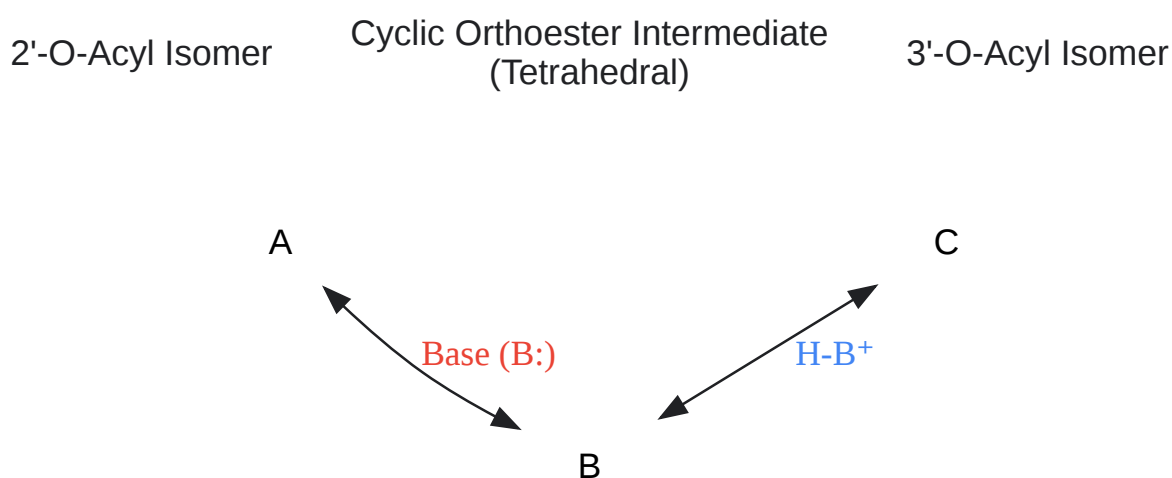 2'-O-Acyl Isomer
Cyclic Orthoester Intermediate
(Tetrahedral)
3'-O-Acyl Isomer
A
C
Base (B:)
H-B⁺
B